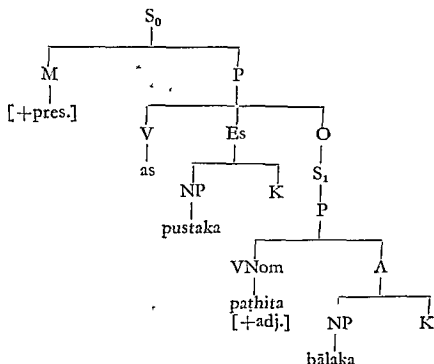 S₀
M P
[+pres.]
V Es O
as S₁
NP K
pustaka P
VNom A
paṭhita
[+adj.] NP K
bālaka